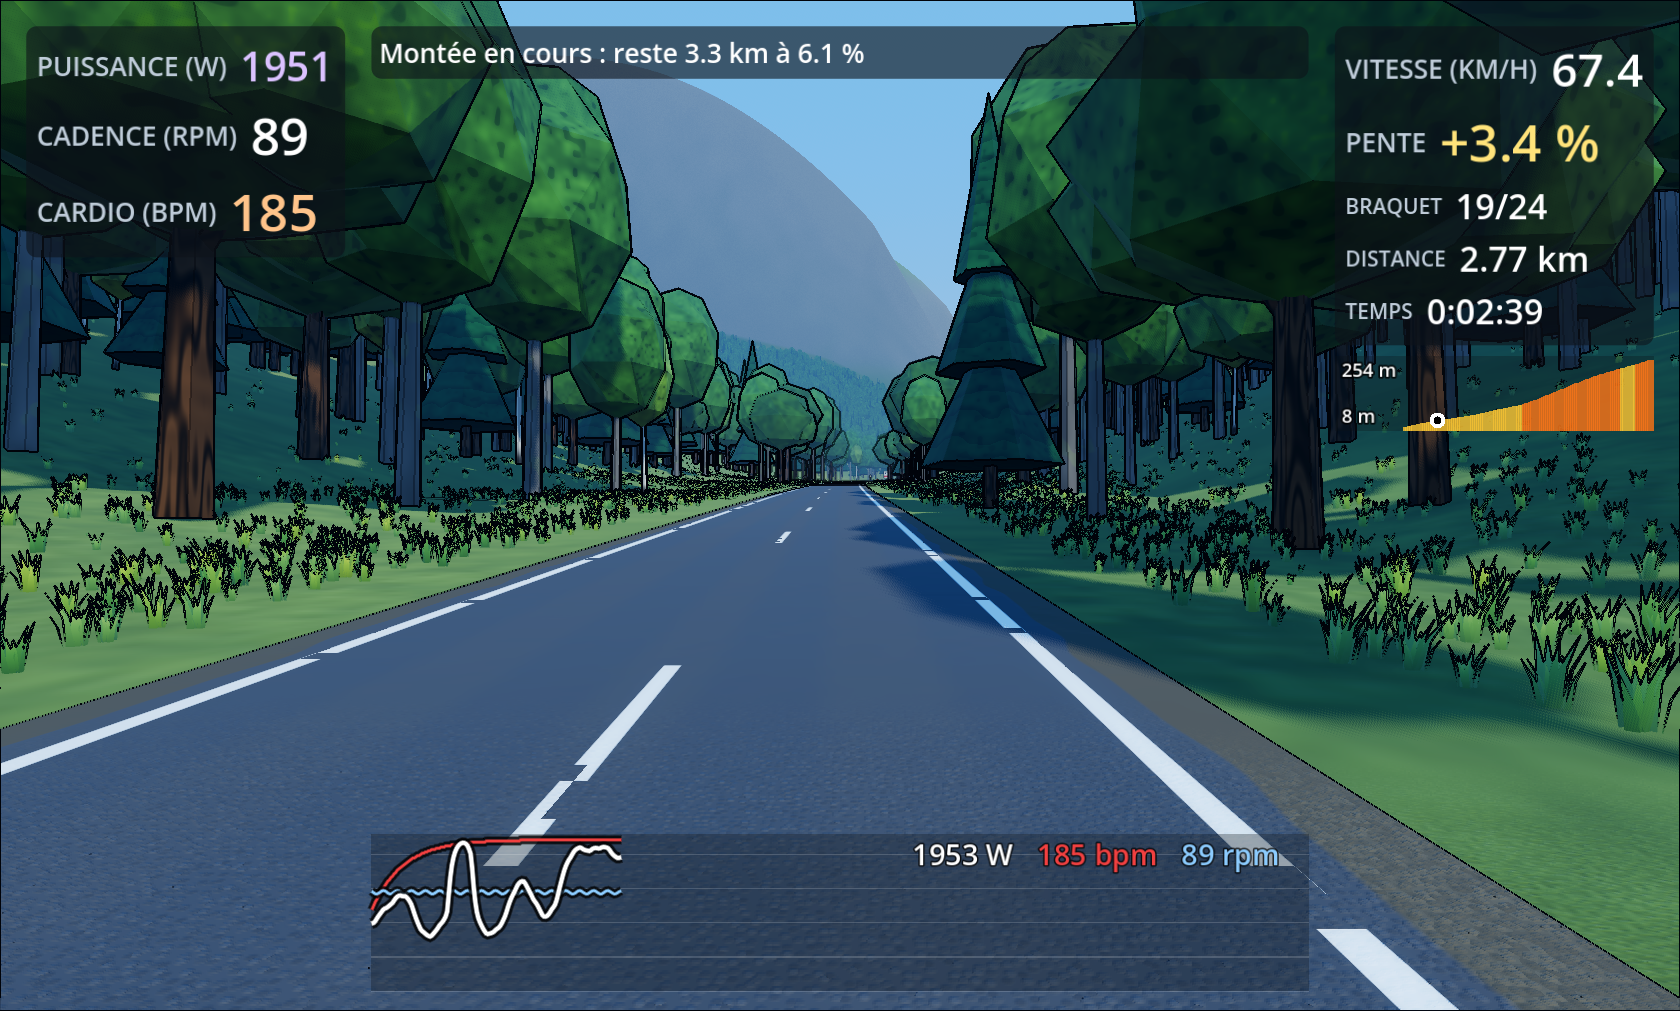 PUISSANCE (W) 1951
CADENCE (RPM) 89
CARDIO (BPM) 185
Montée en cours : reste 3.3 km à 6.1 %
VITESSE (KM/H) 67.4
PENTE +3.4 %
BRAQUET 19/24
DISTANCE 2.77 km
TEMPS 0:02:39
254 m
8 m
1953 W 185 bpm 89 rpm